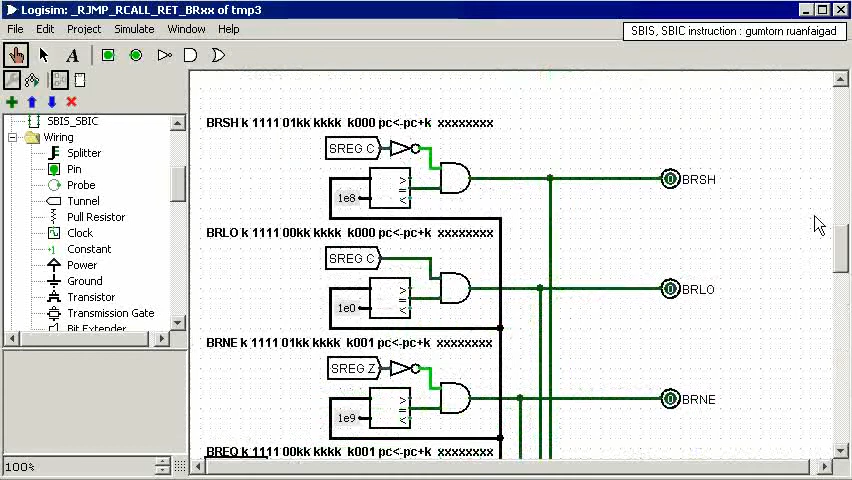 Logisim: _RJMP_RCALL_RET_BRxx of tmp3
File Edit Project Simulate Window Help
SBIS, SBIC instruction : gumtorn ruanfaigad
A
SBIS_SBIC
Wiring
Splitter
Pin
Probe
Tunnel
Pull Resistor
Clock
Constant
Power
Ground
Transistor
Transmission Gate
Bit Extender
100%
BRSH k 1111 01kk kkkk k000 pc<-pc+k xxxxxxxx
SREG C
1e8
> = <
0 BRSH
BRLO k 1111 00kk kkkk k000 pc<-pc+k xxxxxxxx
SREG C
1e0
> = <
0 BRLO
BRNE k 1111 01kk kkkk k001 pc<-pc+k xxxxxxxx
SREG Z
1e9
> = <
0 BRNE
BREQ k 1111 00kk kkkk k001 pc<-pc+k xxxxxxxx